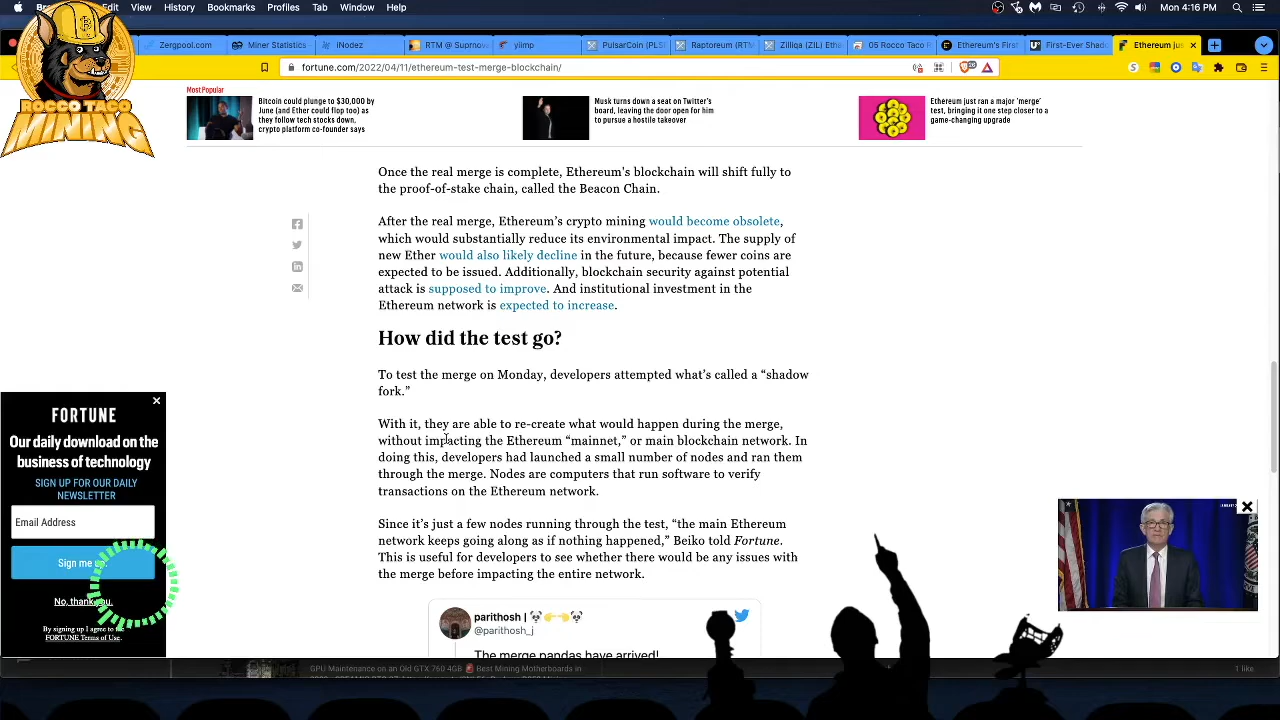 History
Bookmarks
Profiles
Tab
Window
Help
Mon 4:16 PM
Zergpool.com
Miner Statistics
iNodez
RTM @ Suprnova
yiimp
PulsarCoin (PLS
Raptoreum (RTM
Zilliqa (ZIL) Ethe
05 Rocco Taco R
Ethereum's First
First-Ever Shado
Ethereum jus
fortune.com/2022/04/11/ethereum-test-merge-blockchain/
ROCCO TACO
MINING
Most Popular
Bitcoin could plunge to $30,000 by
June (and Ether could flop too) as
they follow tech stocks down,
crypto platform co-founder says
Musk turns down a seat on Twitter's
board, leaving the door open for him
to pursue a hostile takeover
Ethereum just ran a major 'merge'
test, bringing it one step closer to a
game-changing upgrade
Once the real merge is complete, Ethereum's blockchain will shift fully to
the proof-of-stake chain, called the Beacon Chain.
After the real merge, Ethereum's crypto mining would become obsolete,
which would substantially reduce its environmental impact. The supply of
new Ether would also likely decline in the future, because fewer coins are
expected to be issued. Additionally, blockchain security against potential
attack is supposed to improve. And institutional investment in the
Ethereum network is expected to increase.
How did the test go?
To test the merge on Monday, developers attempted what's called a “shadow
fork.”
With it, they are able to re-create what would happen during the merge,
without impacting the Ethereum “mainnet,” or main blockchain network. In
doing this, developers had launched a small number of nodes and ran them
through the merge. Nodes are computers that run software to verify
transactions on the Ethereum network.
Since it's just a few nodes running through the test, “the main Ethereum
network keeps going along as if nothing happened,” Beiko told Fortune.
This is useful for developers to see whether there would be any issues with
the merge before impacting the entire network.
parithosh |
@parithosh_j
The merge pandas have arrived!
FORTUNE
Our daily download on the
business of technology
SIGN UP FOR OUR DAILY
NEWSLETTER
Email Address
Sign me up
No, thank you.
By signing up I agree to the
FORTUNE Terms of Use.
GPU Maintenance on an Old GTX 760 4GB
Best Mining Motherboards in
1 like